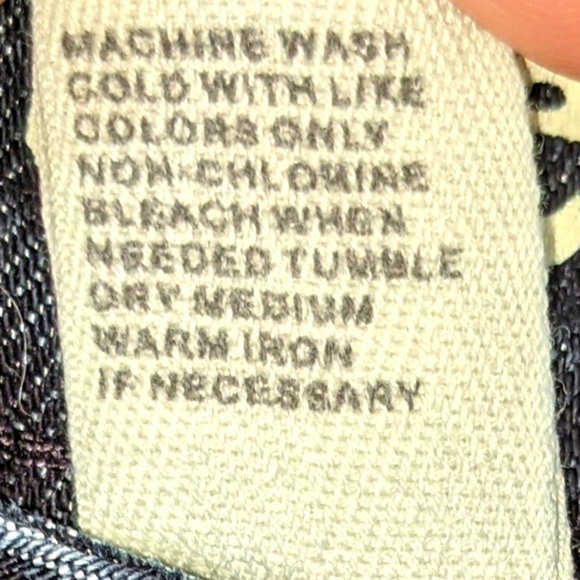 MACHINE WASH
COLD WITH LIKE
COLORS ONLY
NON-CHLORINE
BLEACH WHEN
NEEDED TUMBLE
DRY MEDIUM
WARM IRON
IF NECESSARY